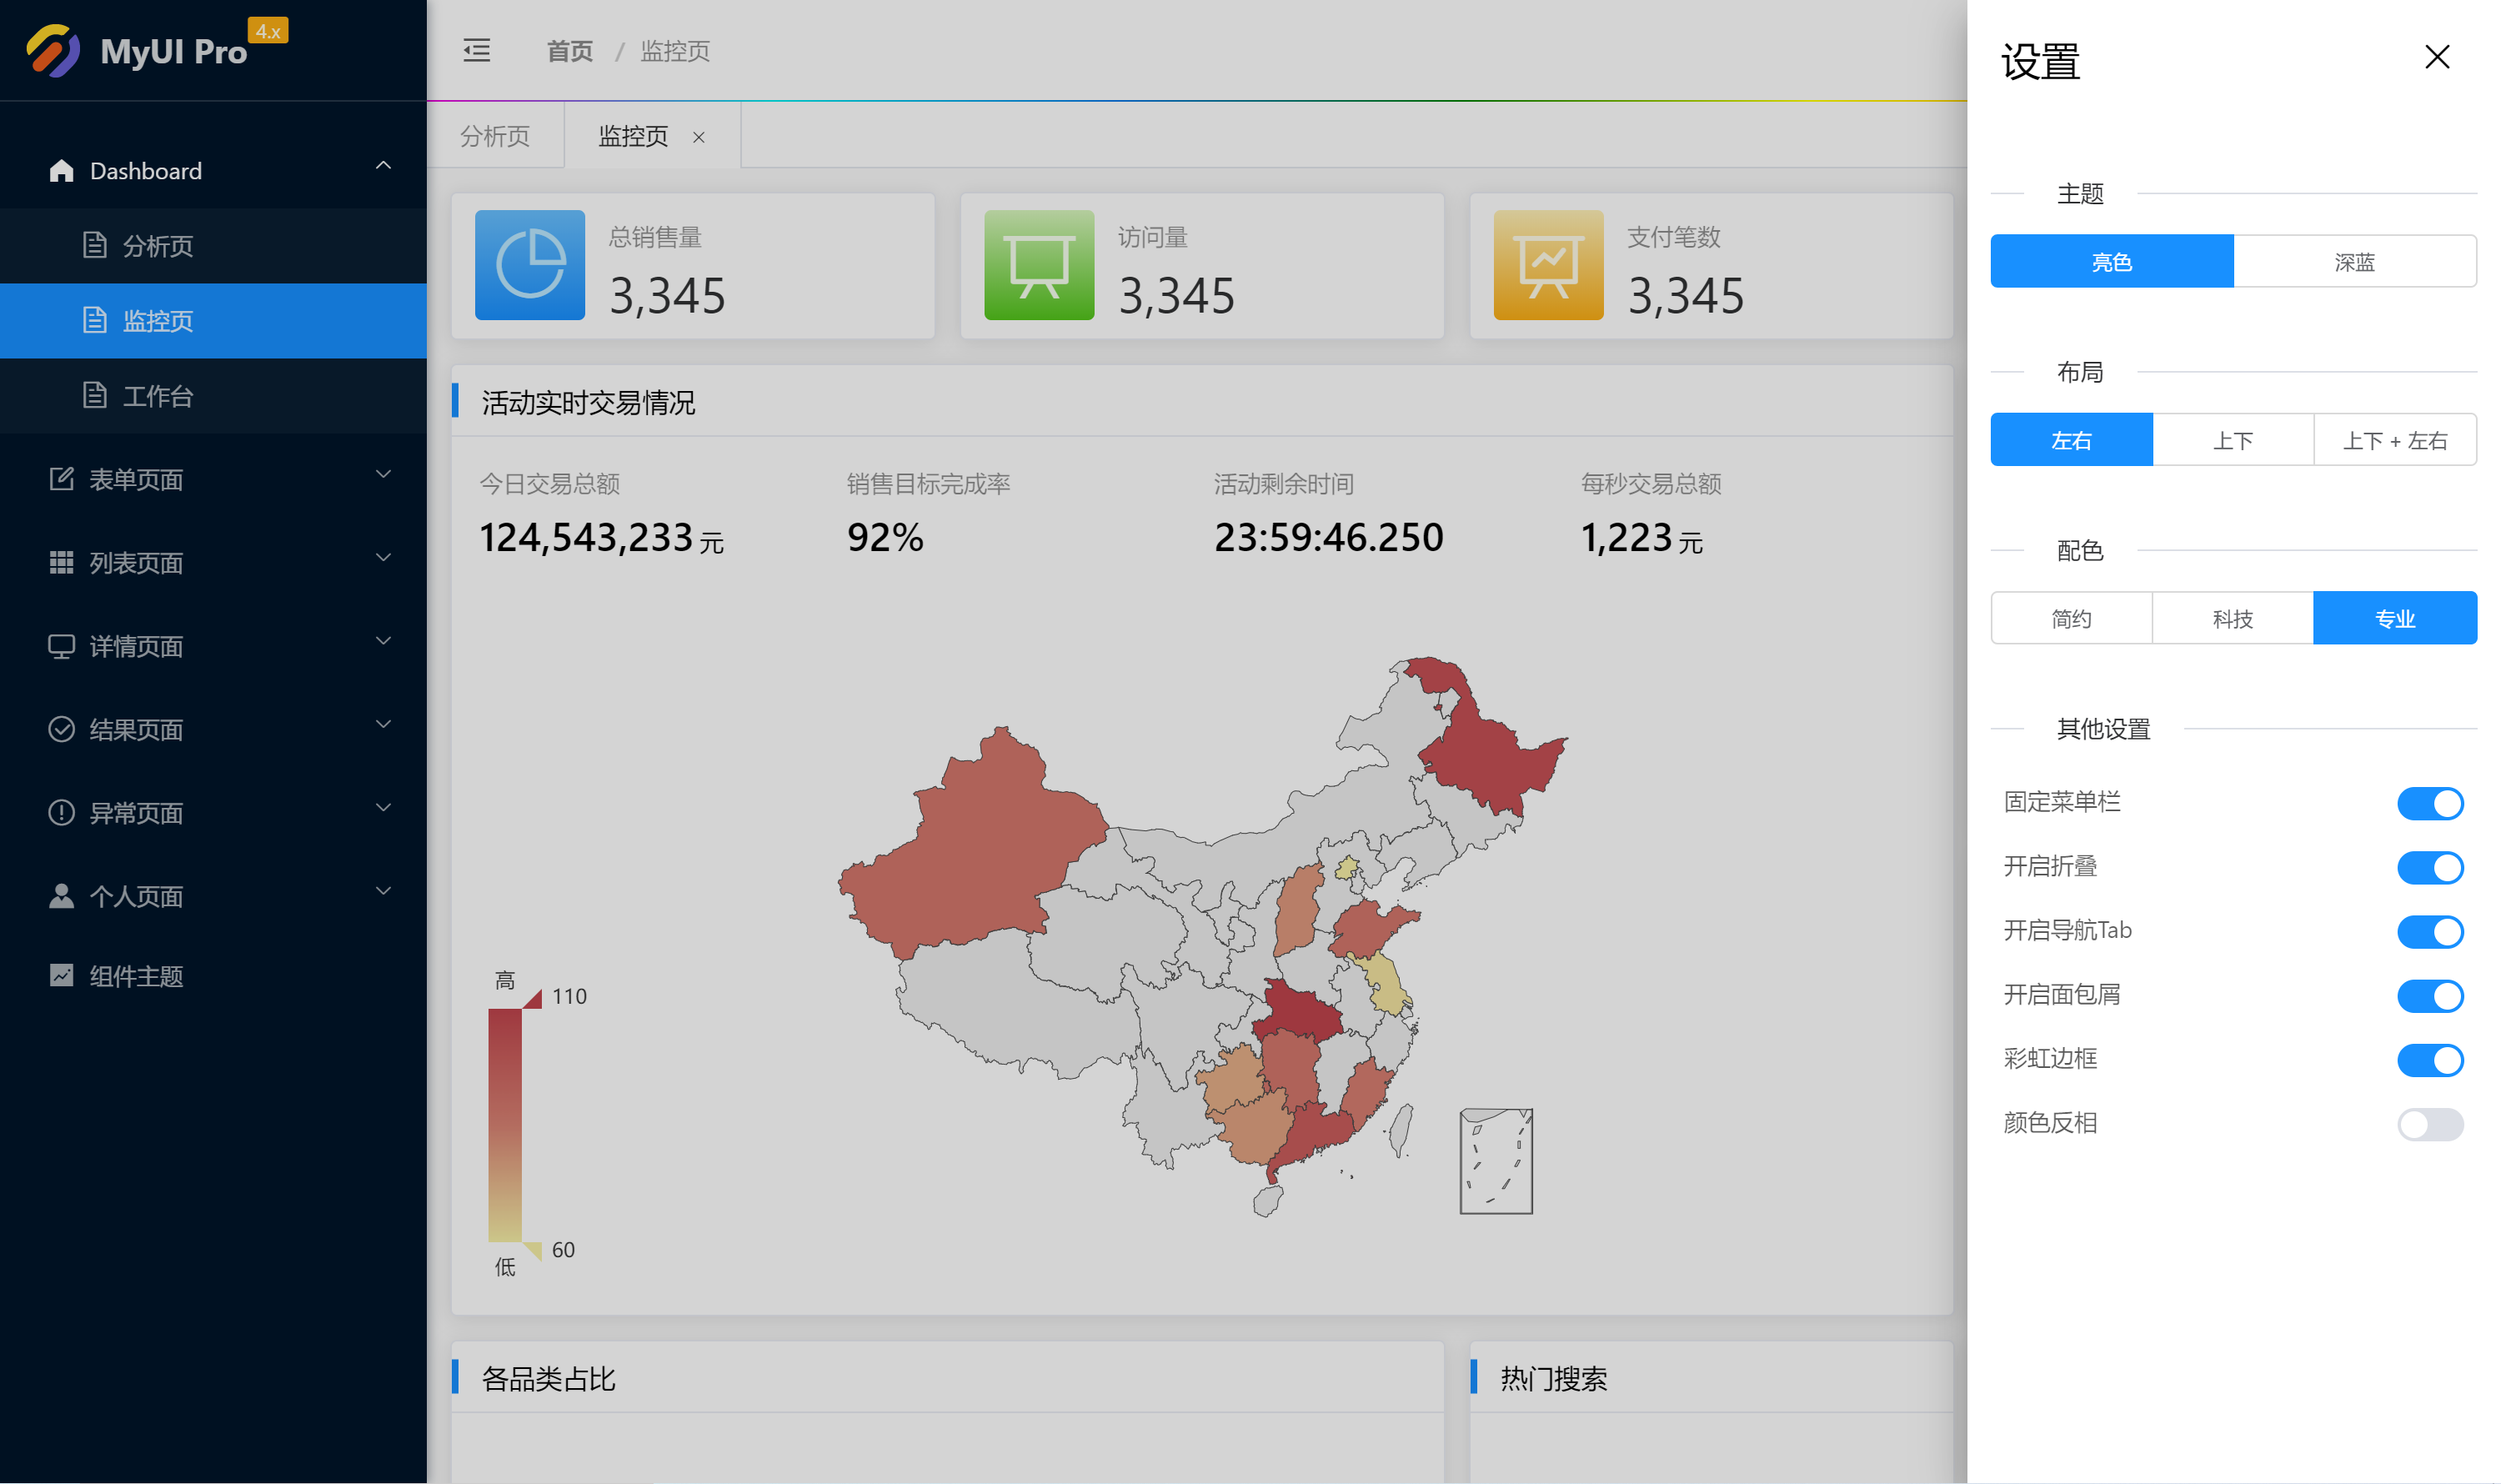 MyUI Pro 4.x
Dashboard
分析页
监控页
工作台
表单页面
列表页面
详情页面
结果页面
异常页面
个人页面
组件主题
首页 / 监控页
分析页 监控页
总销售量
3,345
访问量
3,345
支付笔数
3,345
活动实时交易情况
今日交易总额
124,543,233 元
销售目标完成率
92%
活动剩余时间
23:59:46.250
每秒交易总额
1,223 元
高
110
60
低
各品类占比
热门搜索
设置
主题
亮色 深蓝
布局
左右 上下 上下 + 左右
配色
简约 科技 专业
其他设置
固定菜单栏
开启折叠
开启导航Tab
开启面包屑
彩虹边框
颜色反相